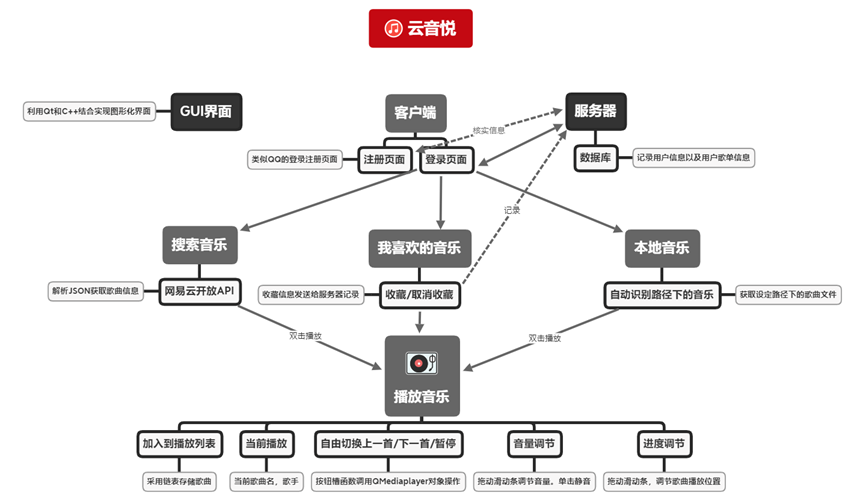 云音悦
利用Qt和C++结合实现图形化界面
GUI界面
客户端
服务器
核实信息
类似QQ的登录注册页面
注册页面
登录页面
数据库
记录用户信息以及用户歌单信息
记录
搜索音乐
我喜欢的音乐
本地音乐
解析JSON获取歌曲信息
网易云开放API
收藏信息发送给服务器记录
收藏/取消收藏
自动识别路径下的音乐
获取设定路径下的歌曲文件
双击播放
双击播放
播放音乐
加入到播放列表
当前播放
自由切换上一首/下一首/暂停
音量调节
进度调节
采用链表存储歌曲
当前歌曲名，歌手
按钮槽函数调用QMediaplayer对象操作
拖动滑动条调节音量。单击静音
拖动滑动条，调节歌曲播放位置